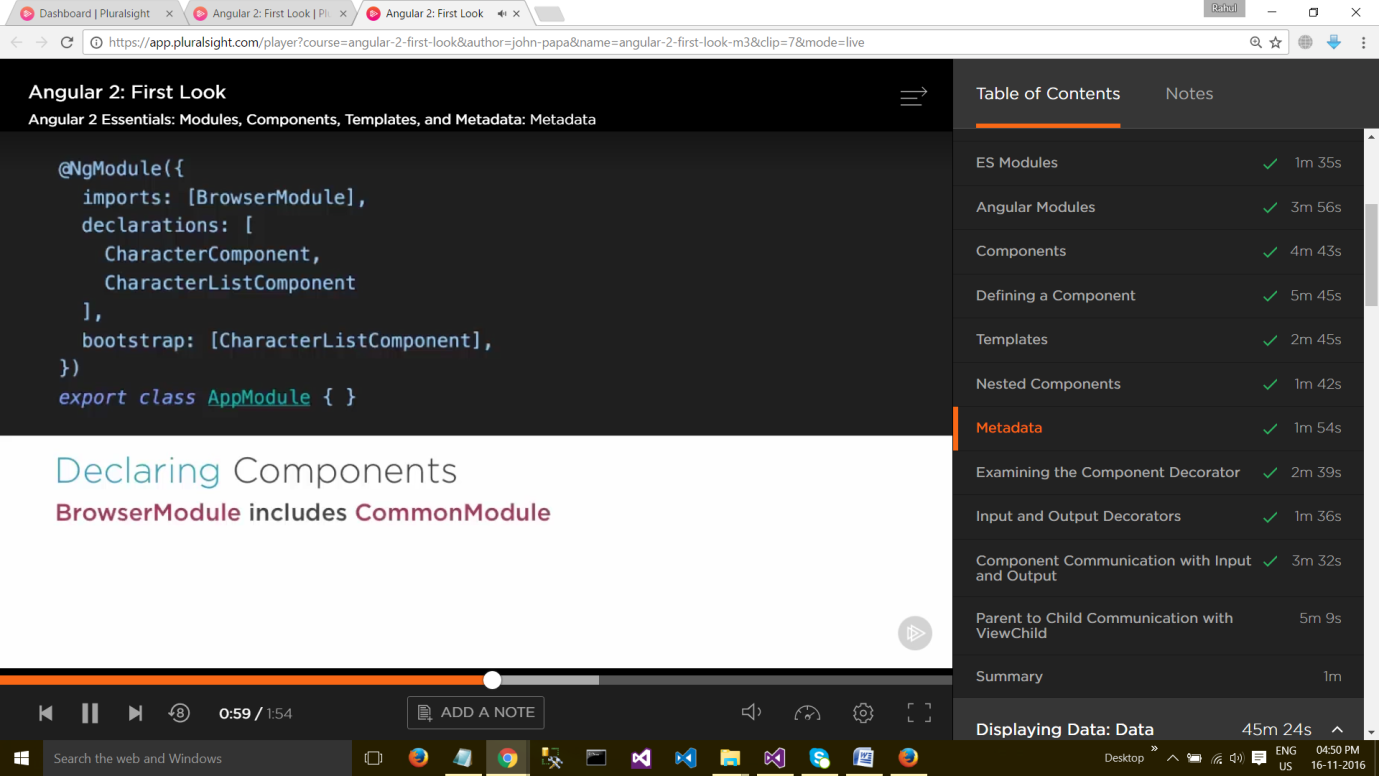 Dashboard | Pluralsight
Angular 2: First Look | Pl
Angular 2: First Look
Rahul
https://app.pluralsight.com/player?course=angular-2-first-look&author=john-papa&name=angular-2-first-look-m3&clip=7&mode=live
Angular 2: First Look
Angular 2 Essentials: Modules, Components, Templates, and Metadata: Metadata
@NgModule({
imports: [BrowserModule],
declarations: [
CharacterComponent,
CharacterListComponent
],
bootstrap: [CharacterListComponent],
})
export class AppModule { }
Declaring Components
BrowserModule includes CommonModule
0:59 / 1:54
8
ADD A NOTE
Table of Contents
Notes
ES Modules 1m 35s
Angular Modules 3m 56s
Components 4m 43s
Defining a Component 5m 45s
Templates 2m 45s
Nested Components 1m 42s
Metadata 1m 54s
Examining the Component Decorator 2m 39s
Input and Output Decorators 1m 36s
Component Communication with Input 3m 32s
and Output
Parent to Child Communication with 5m 9s
ViewChild
Summary 1m
Displaying Data: Data 45m 24s
Search the web and Windows
Desktop
ENG
US
04:50 PM
16-11-2016